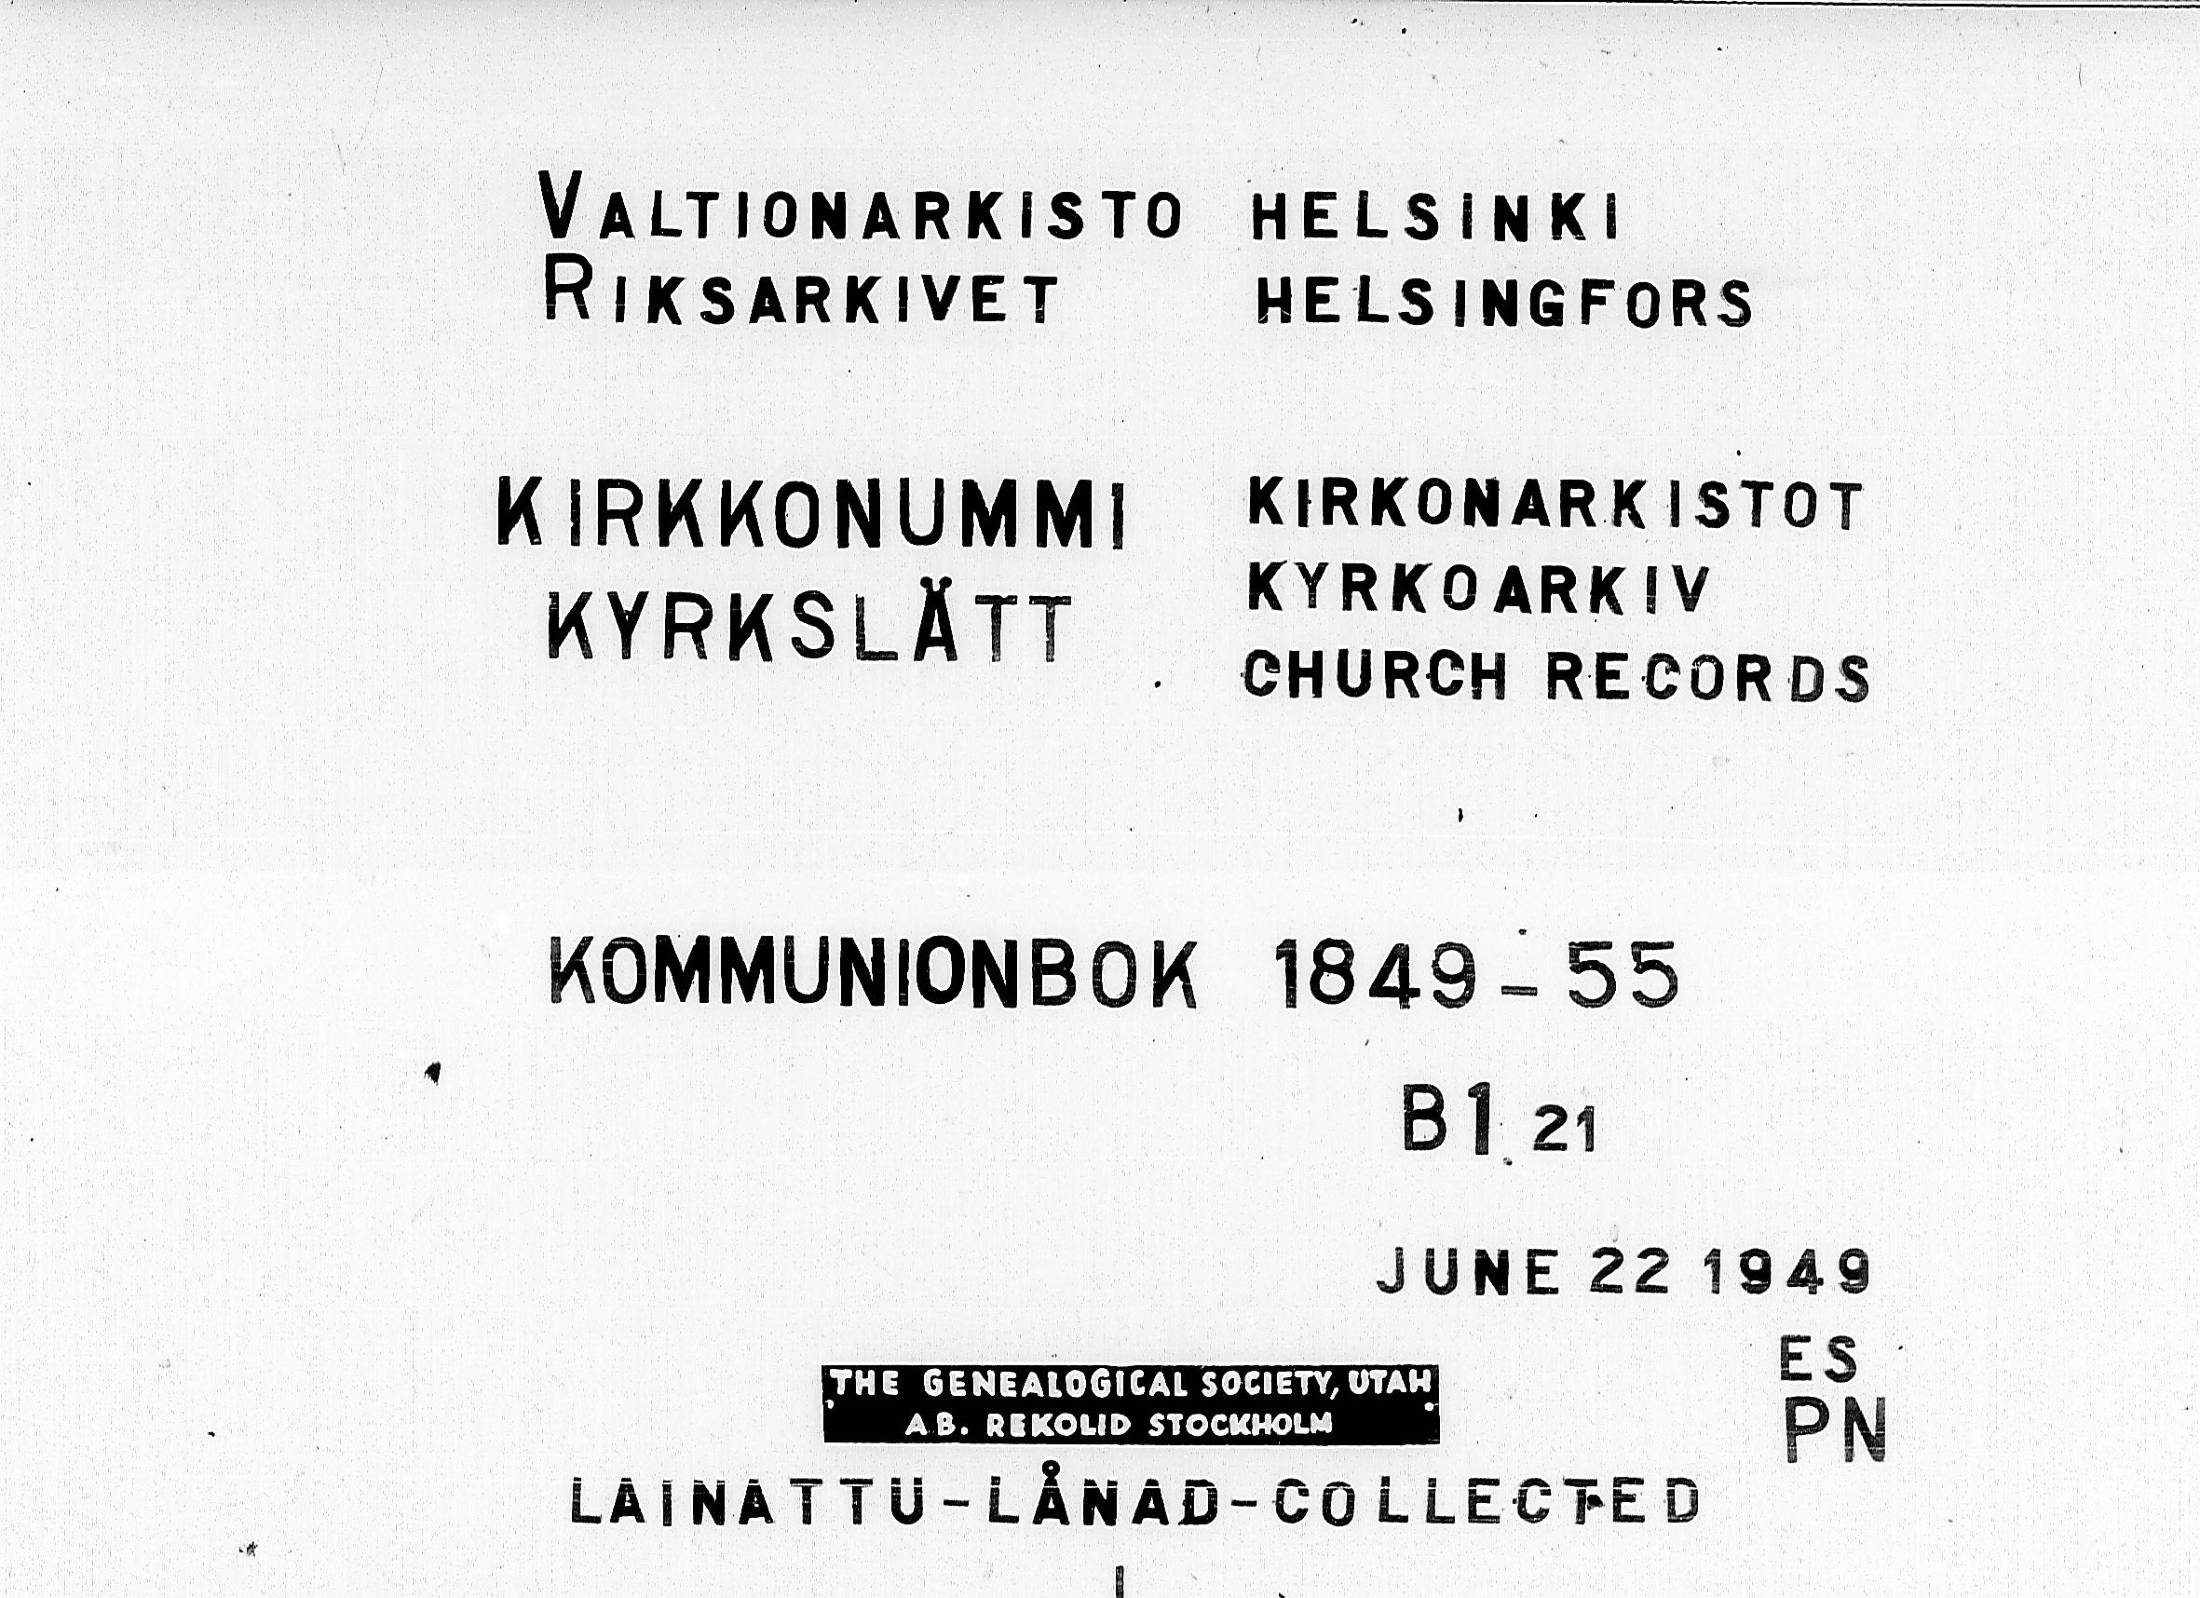 VALTIONARKISTO HELSINKI
RIKSARKIVET HELSINGFORS
KIRKKONUMMI KIRKONARKISTOT
KYRKSLÄTT KYRKOARKIV
CHURCH RECORDS
KOMMUNIONBOK 1849-55
B1.21
JUNE 22 1949
ES
PN
THE GENEALOGICAL SOCIETY, UTAH
A.B. REKOLID STOCKHOLM
LAINATTU-LÅNAD-COLLECTED